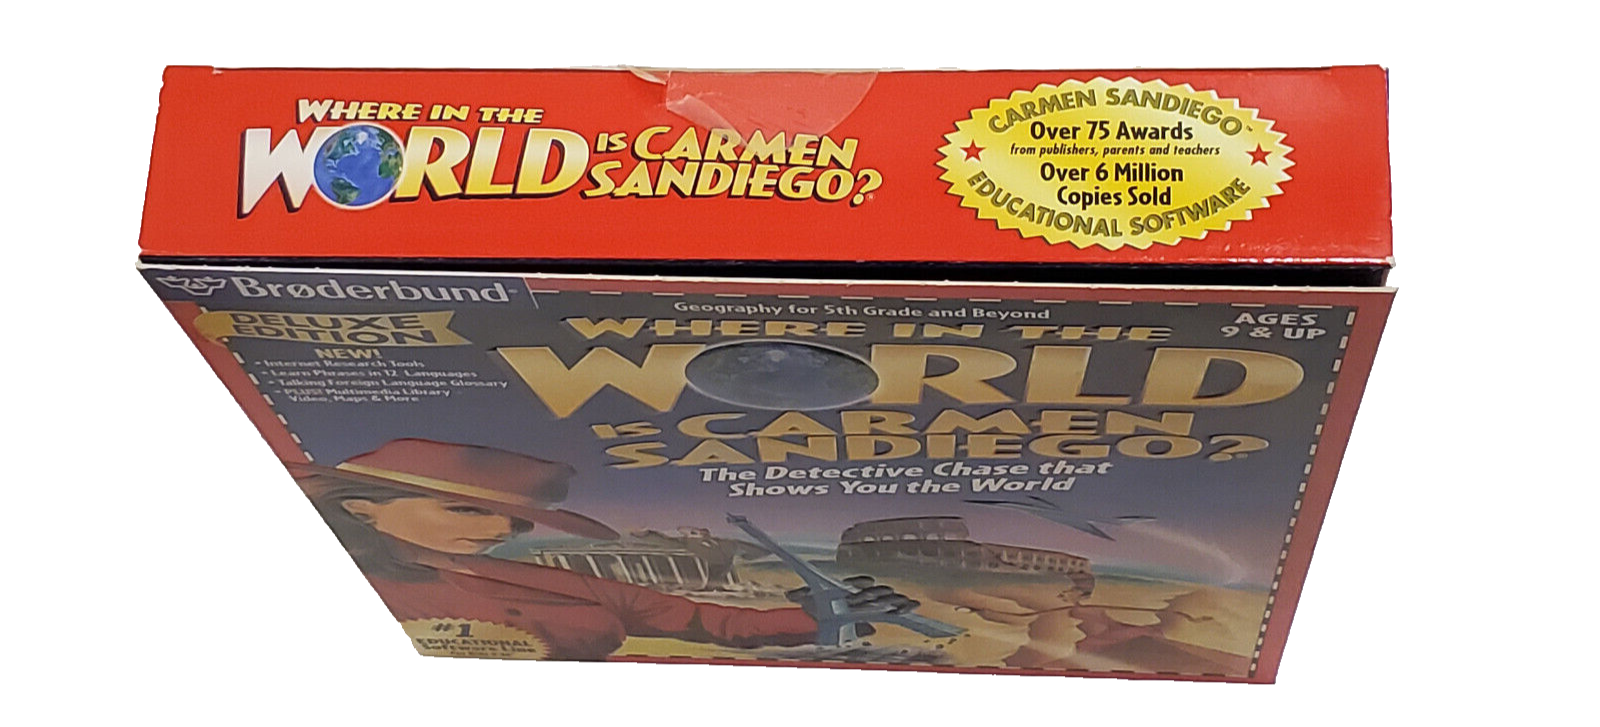 WHERE IN THE
WORLD
IS CARMEN
SANDIEGO?
CARMEN SANDIEGO™
Over 75 Awards
from publishers, parents and teachers
Over 6 Million
Copies Sold
EDUCATIONAL SOFTWARE
Brøderbund®
DELUXE
EDITION
NEW!
• Internet Research Tools
• Learn Phrases in 12 Languages
• Talking Foreign Language Glossary
• PLUS! Multimedia Library
Video, Maps & More
Geography for 5th Grade and Beyond
AGES
9 & UP
WHERE IN THE
WORLD
IS CARMEN
SANDIEGO?
The Detective Chase that
Shows You the World
#1
EDUCATIONAL
Software Line